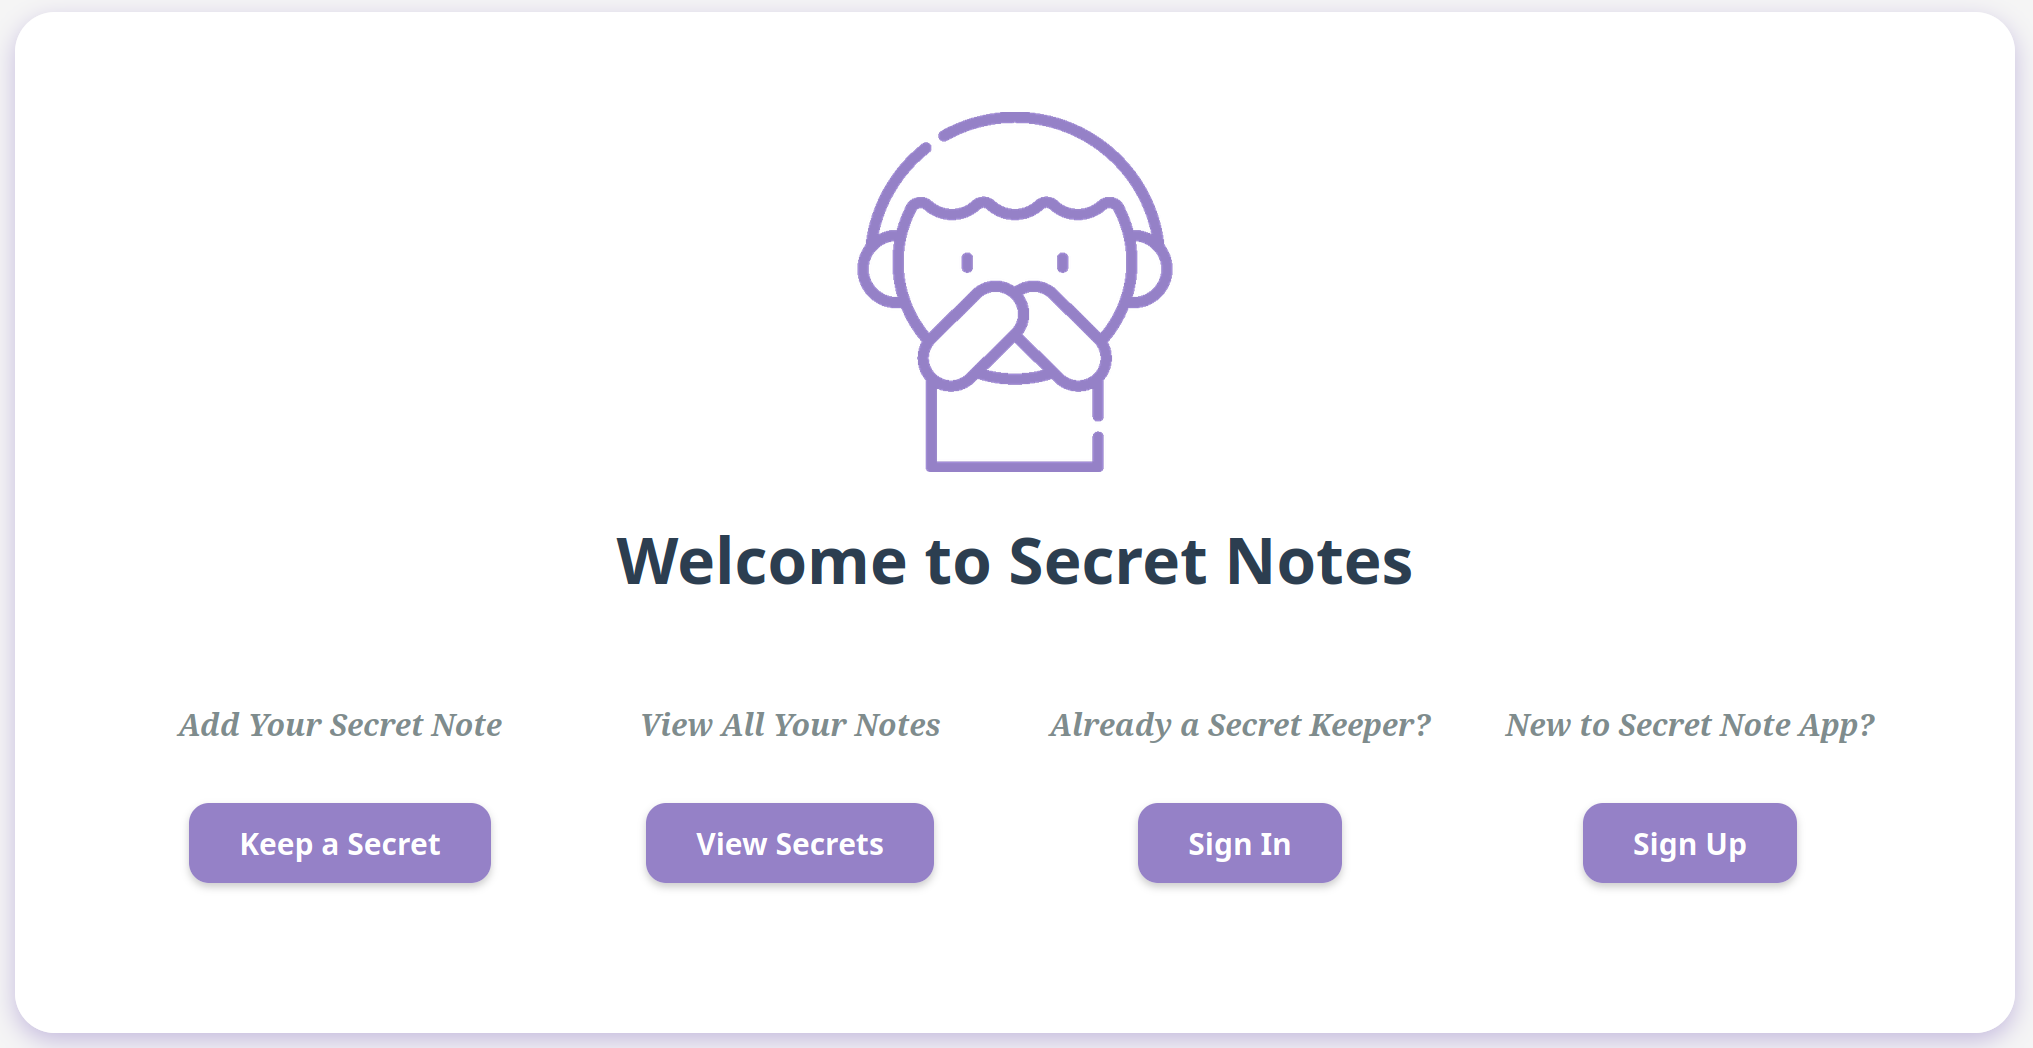 Welcome to Secret Notes
Add Your Secret Note
View All Your Notes
Already a Secret Keeper?
New to Secret Note App?
Keep a Secret
View Secrets
Sign In
Sign Up